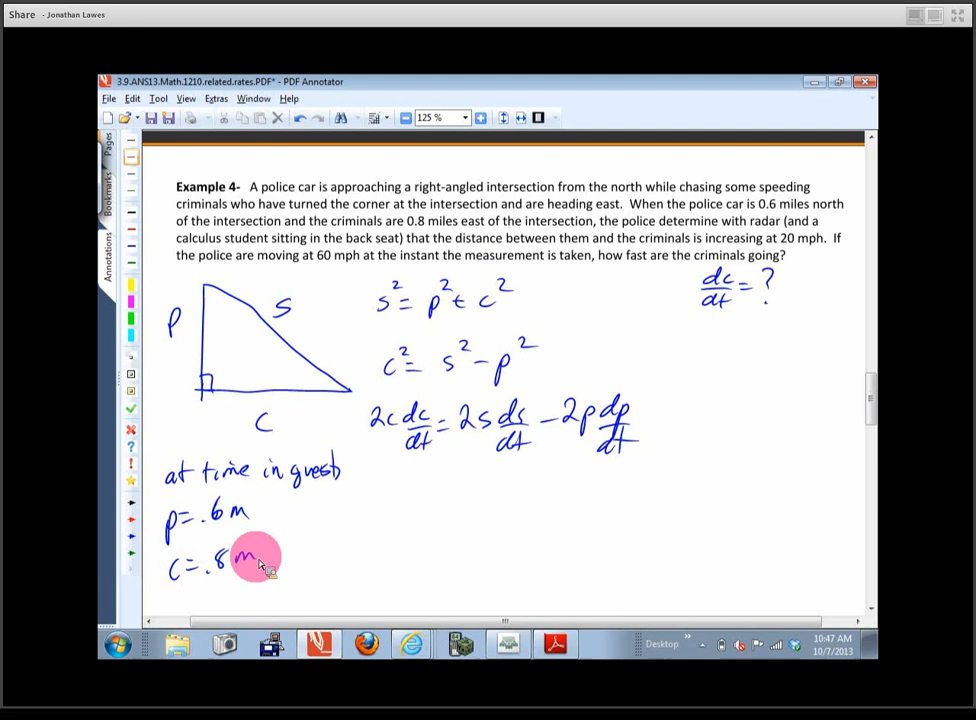 Share - Jonathan Lawes
3.9.ANS13.Math.1210.related.rates.PDF* - PDF Annotator
File Edit Tool View Extras Window Help
125 %
Pages
Bookmarks
Annotations
Example 4- A police car is approaching a right-angled intersection from the north while chasing some speeding
criminals who have turned the corner at the intersection and are heading east. When the police car is 0.6 miles north
of the intersection and the criminals are 0.8 miles east of the intersection, the police determine with radar (and a
calculus student sitting in the back seat) that the distance between them and the criminals is increasing at 20 mph. If
the police are moving at 60 mph at the instant the measurement is taken, how fast are the criminals going?
dc/dt = ?
P
S
C
s² = p² + c²
c² = s² - p²
2c dc/dt = 2s ds/dt - 2p dp/dt
at time in quest
p = .6 m
c = .8 m
Desktop
10:47 AM
10/7/2013